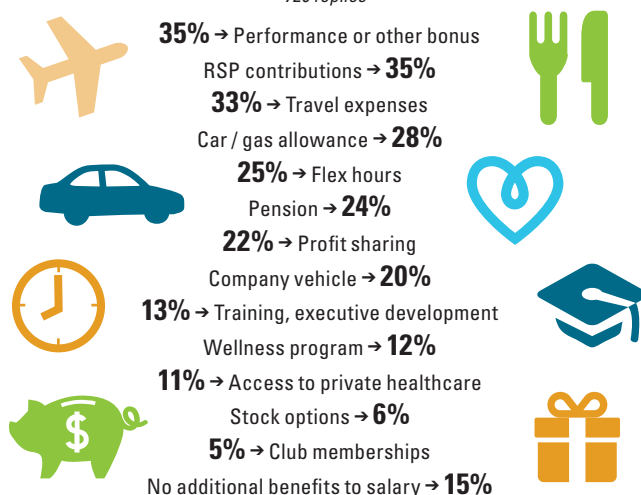 35% → Performance or other bonus
RSP contributions → 35%
33% → Travel expenses
Car / gas allowance → 28%
25% → Flex hours
Pension → 24%
22% → Profit sharing
Company vehicle → 20%
13% → Training, executive development
Wellness program → 12%
11% → Access to private healthcare
Stock options → 6%
5% → Club memberships
No additional benefits to salary → 15%
$